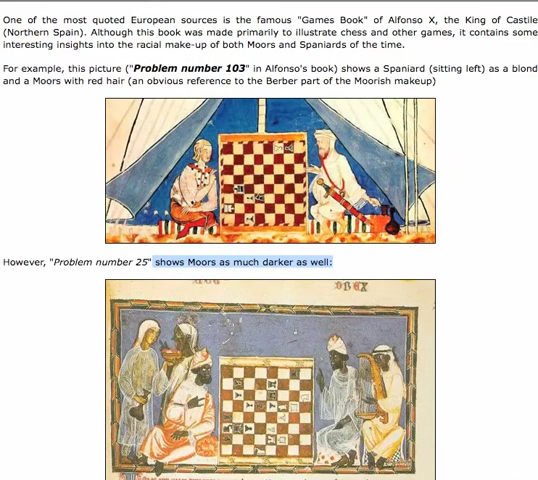 One of the most quoted European sources is the famous "Games Book" of Alfonso X, the King of Castile
(Northern Spain). Although this book was made primarily to illustrate chess and other games, it contains some
interesting insights into the racial make-up of both Moors and Spaniards of the time.
For example, this picture ("Problem number 103" in Alfonso's book) shows a Spaniard (sitting left) as a blond
and a Moors with red hair (an obvious reference to the Berber part of the Moorish makeup)
However, "Problem number 25" shows Moors as much darker as well: